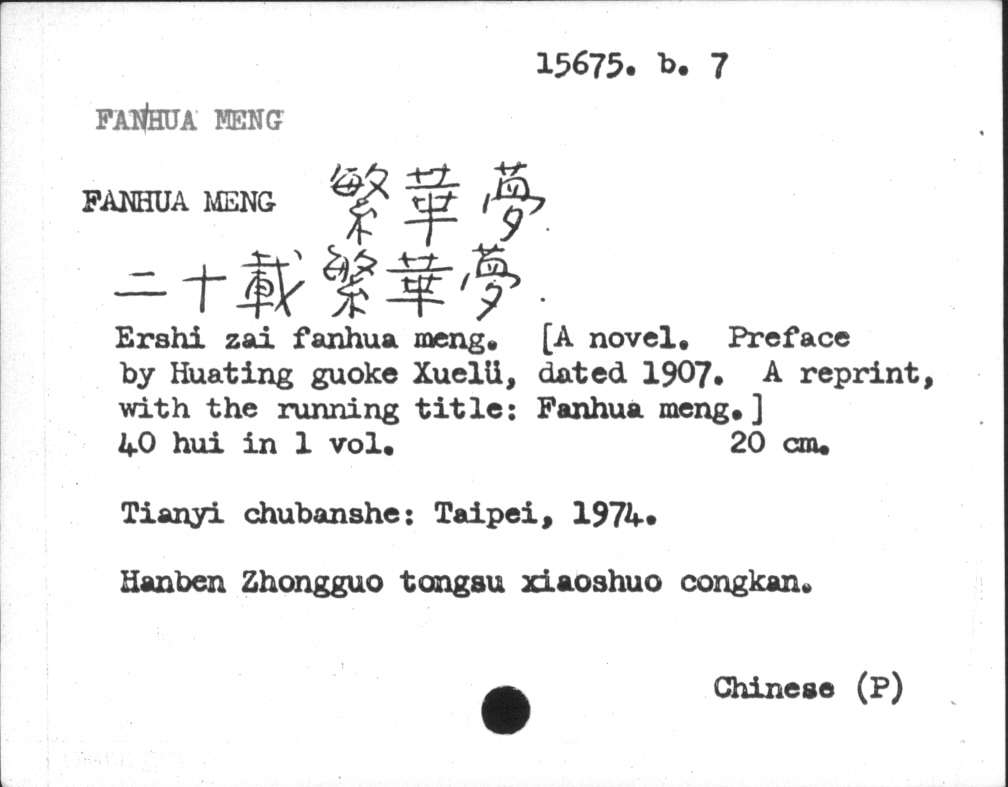 15675. b. 7
FANHUA MENG
FANHUA MENG 繁華夢
二十載繁華夢.
Ershi zai fanhua meng. [A novel. Preface
by Huating guoke Xuelü, dated 1907. A reprint,
with the running title: Fanhua meng.]
40 hui in 1 vol. 20 cm.
Tianyi chubanshe: Taipei, 1974.
Hanben Zhongguo tongsu xiaoshuo congkan.
Chinese (P)